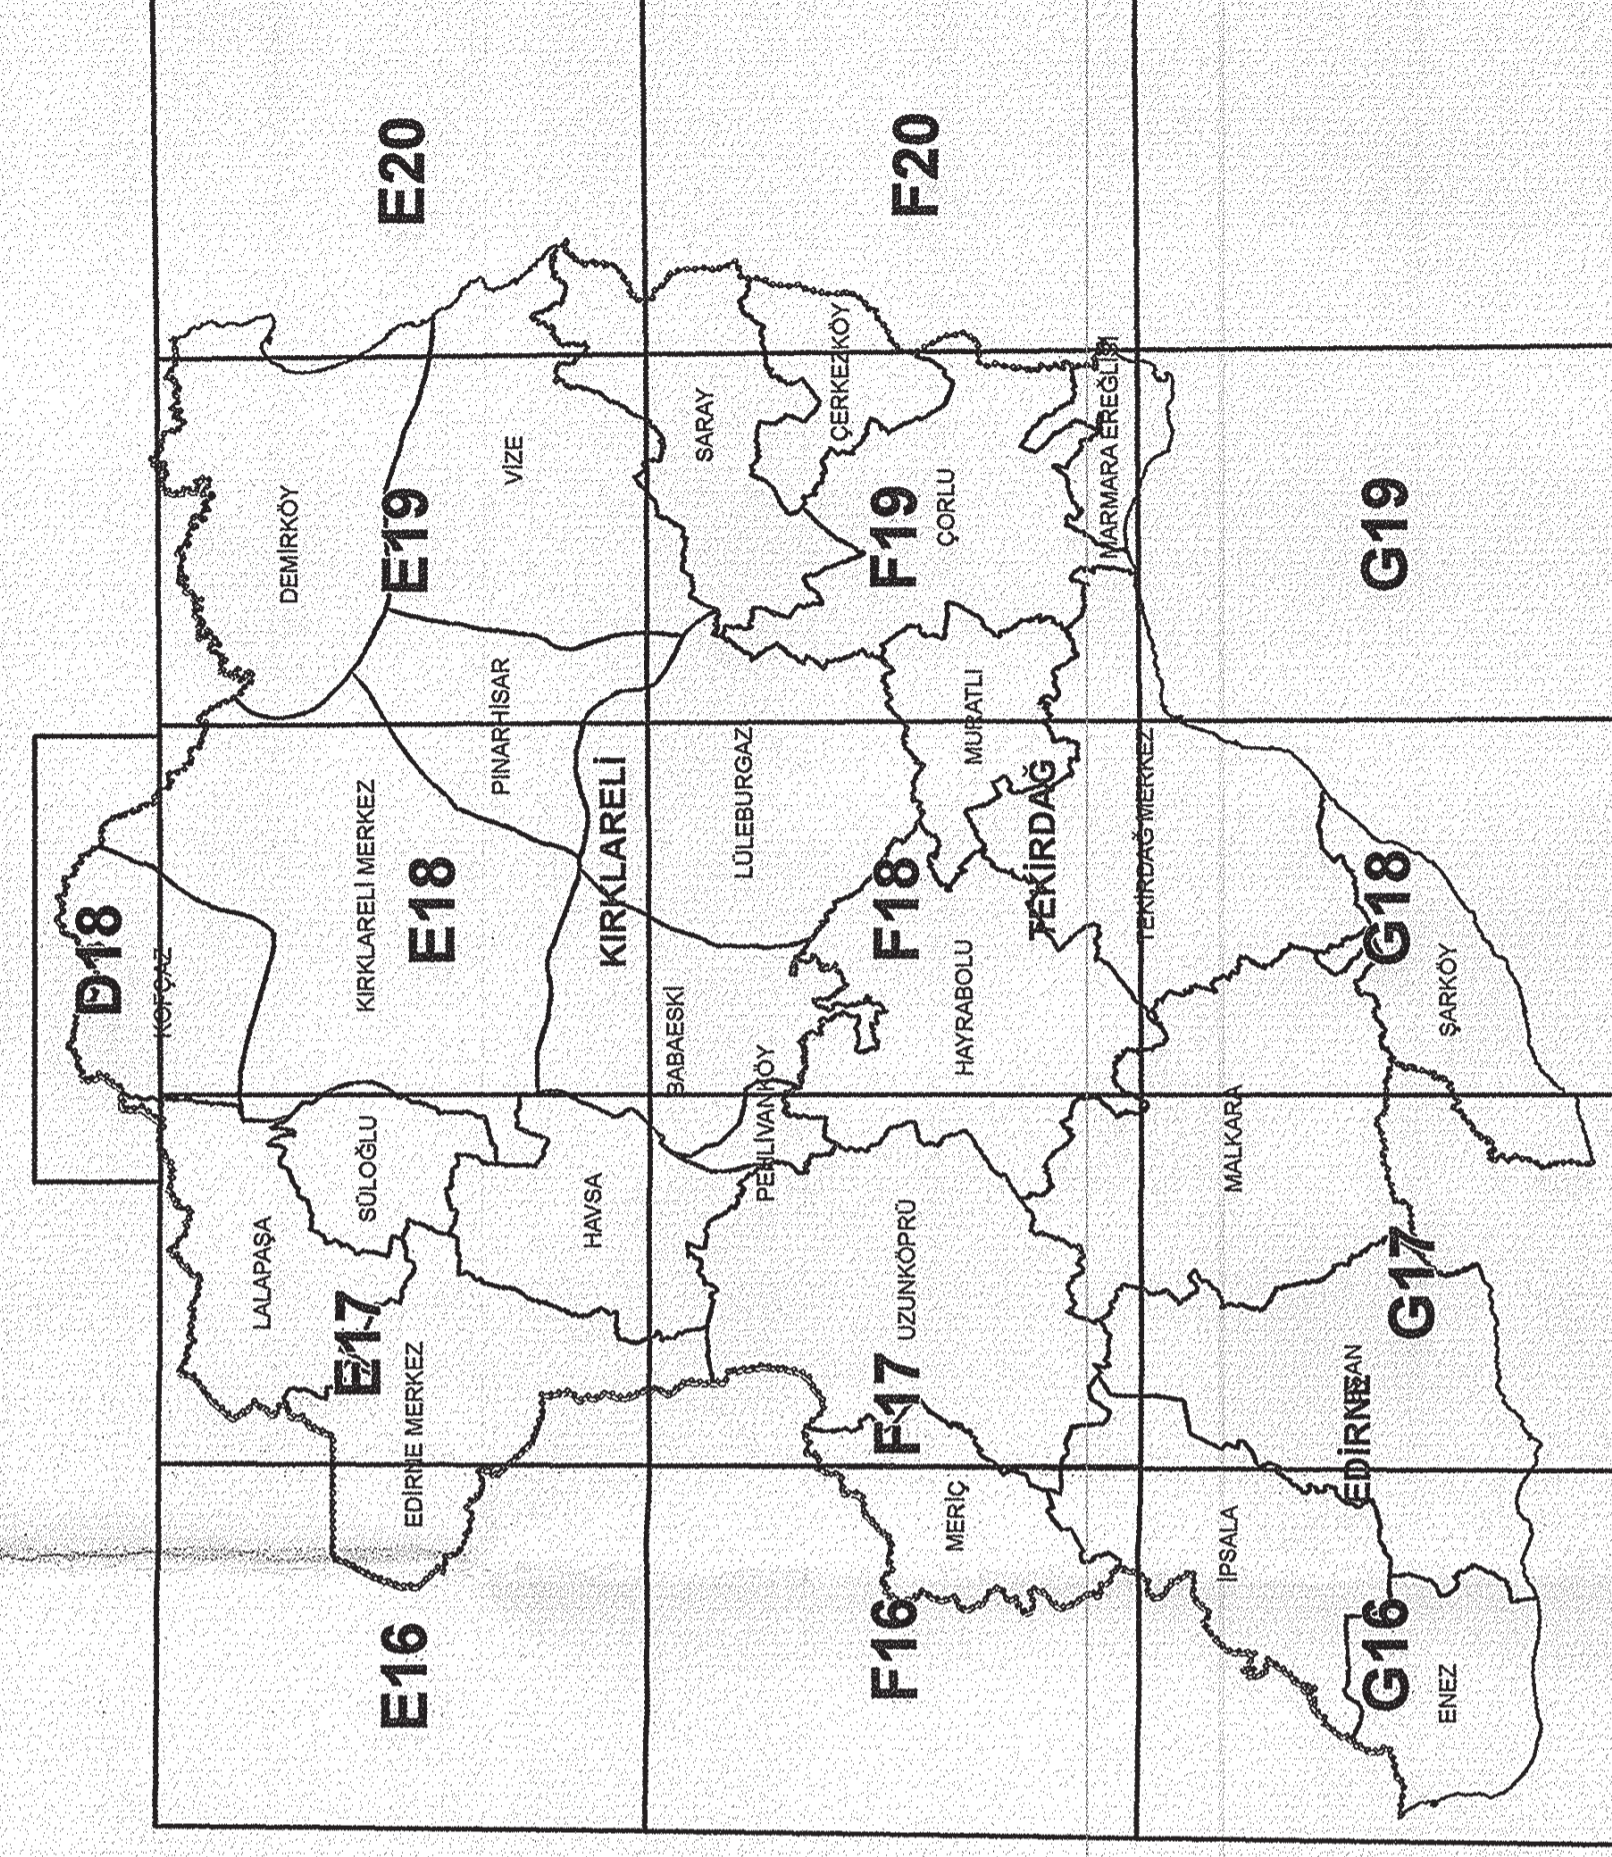 D18
KOFÇAZ
LALAPAŞA
DEMİRKÖY
E17
SÜLOĞLU
KIRKLARELİ MERKEZ
E16
EDİRNE MERKEZ
E18
E19
E20
PINARHİSAR
VİZE
HAVSA
KIRKLARELİ
BABAESKİ
SARAY
LÜLEBURGAZ
PEHLİVANKÖY
ÇERKEZKÖY
F16
F17
UZUNKÖPRÜ
F18
F19
F20
MERİÇ
HAYRABOLU
MURATLI
ÇORLU
TEKİRDAĞ
MARMARA EREĞLİSİ
TEKİRDAĞ MERKEZ
İPSALA
MALKARA
EDİRNE
G16
G17
G18
G19
ENEZ
ŞARKÖY